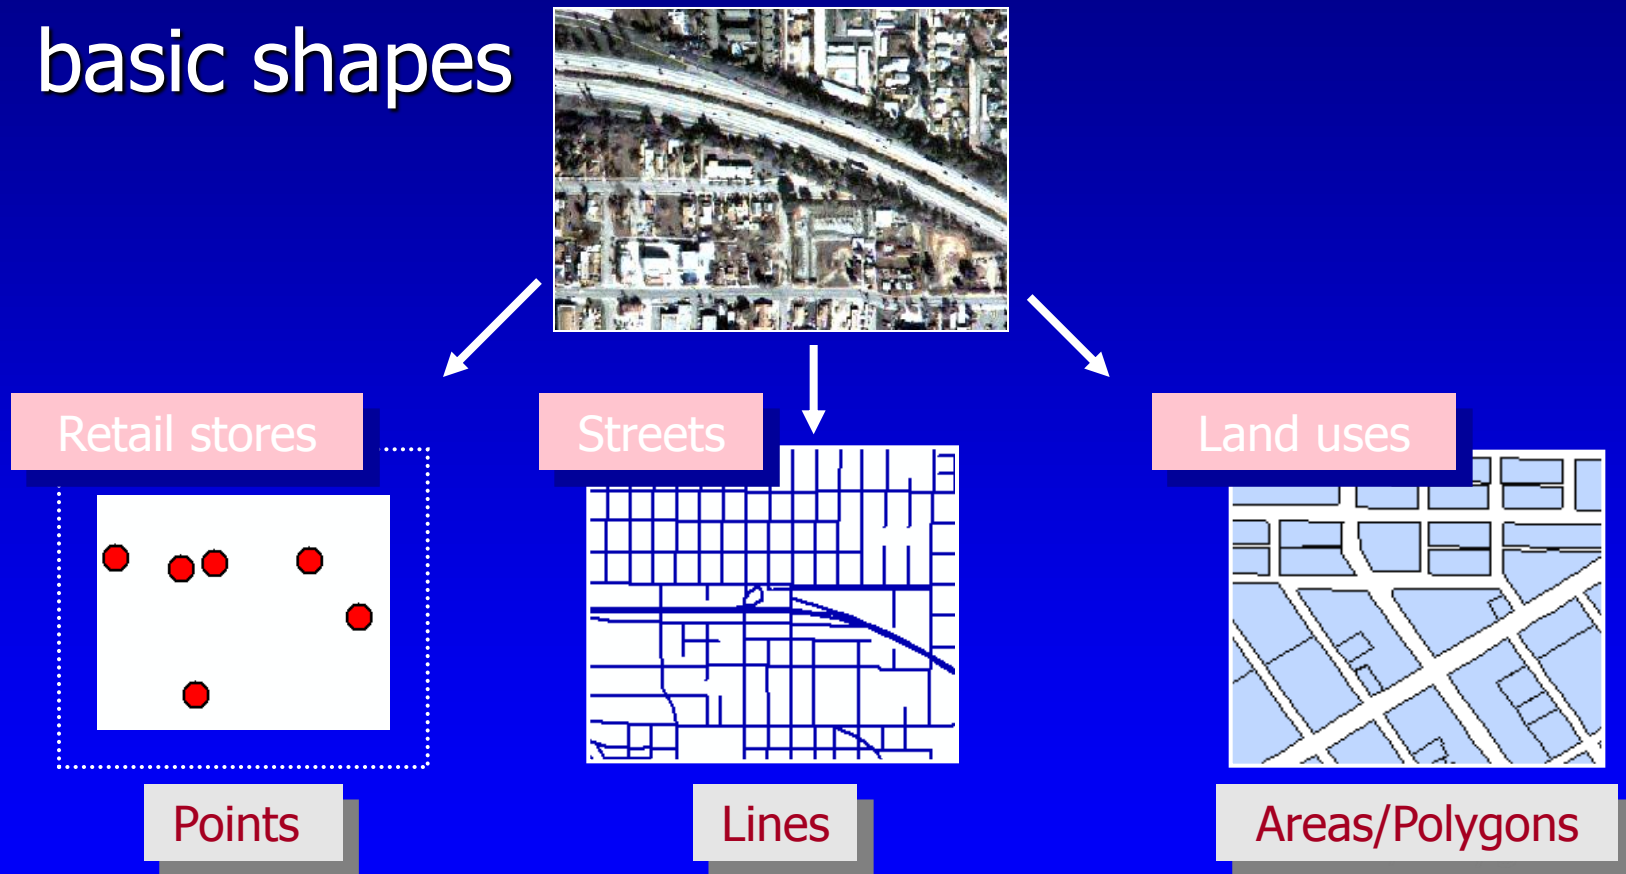 basic shapes
Retail stores
Streets
Land uses
Points
Lines
Areas/Polygons